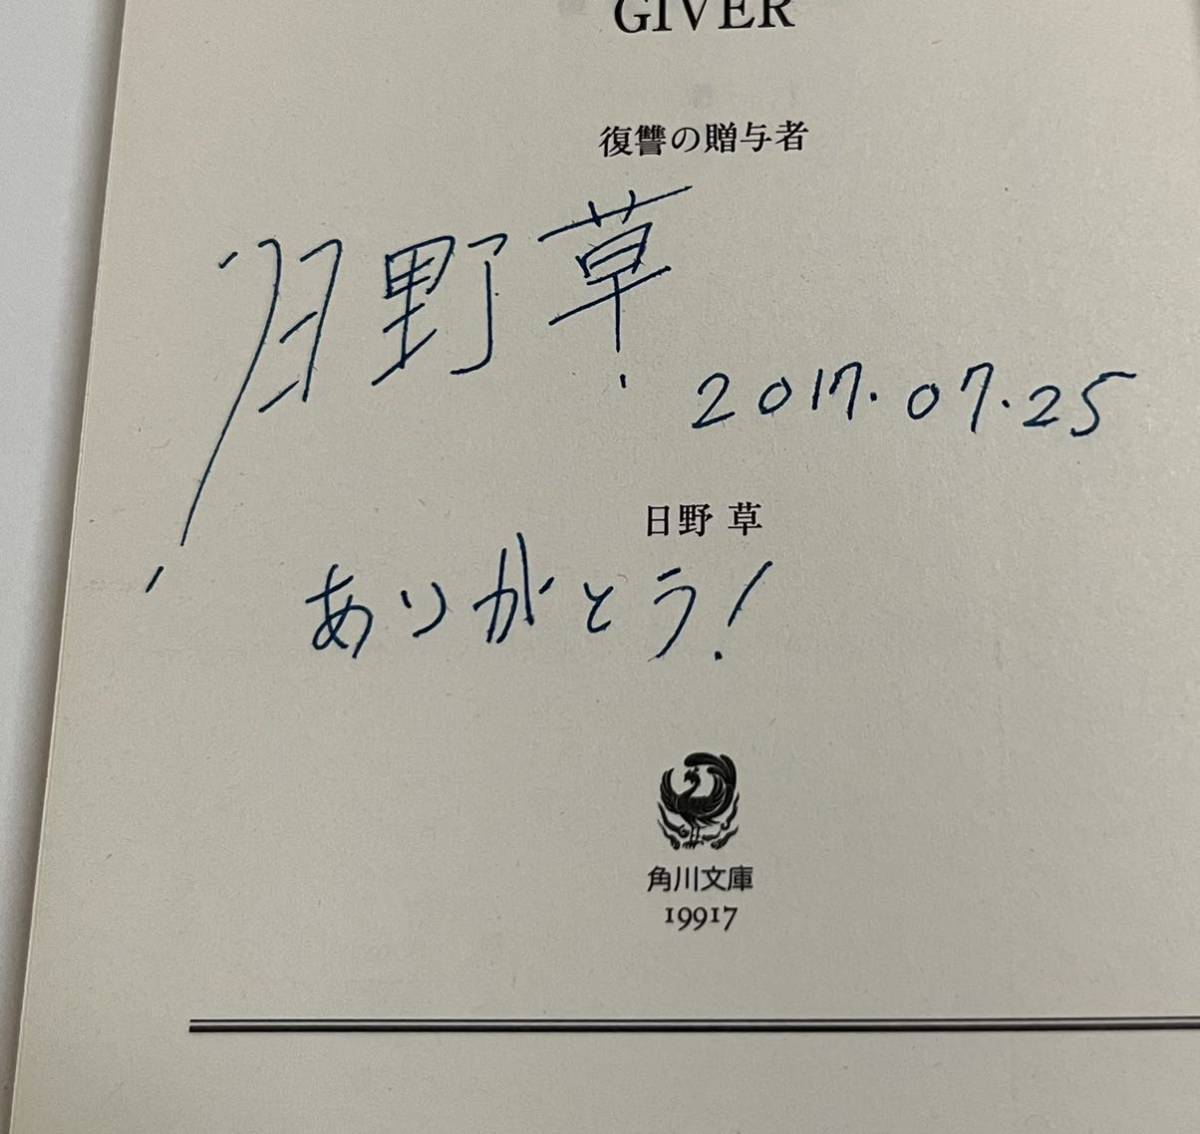 GIVER
復讐の贈与者
日野草
2017.07.25
日野 草
ありがとう!
角川文庫
19917